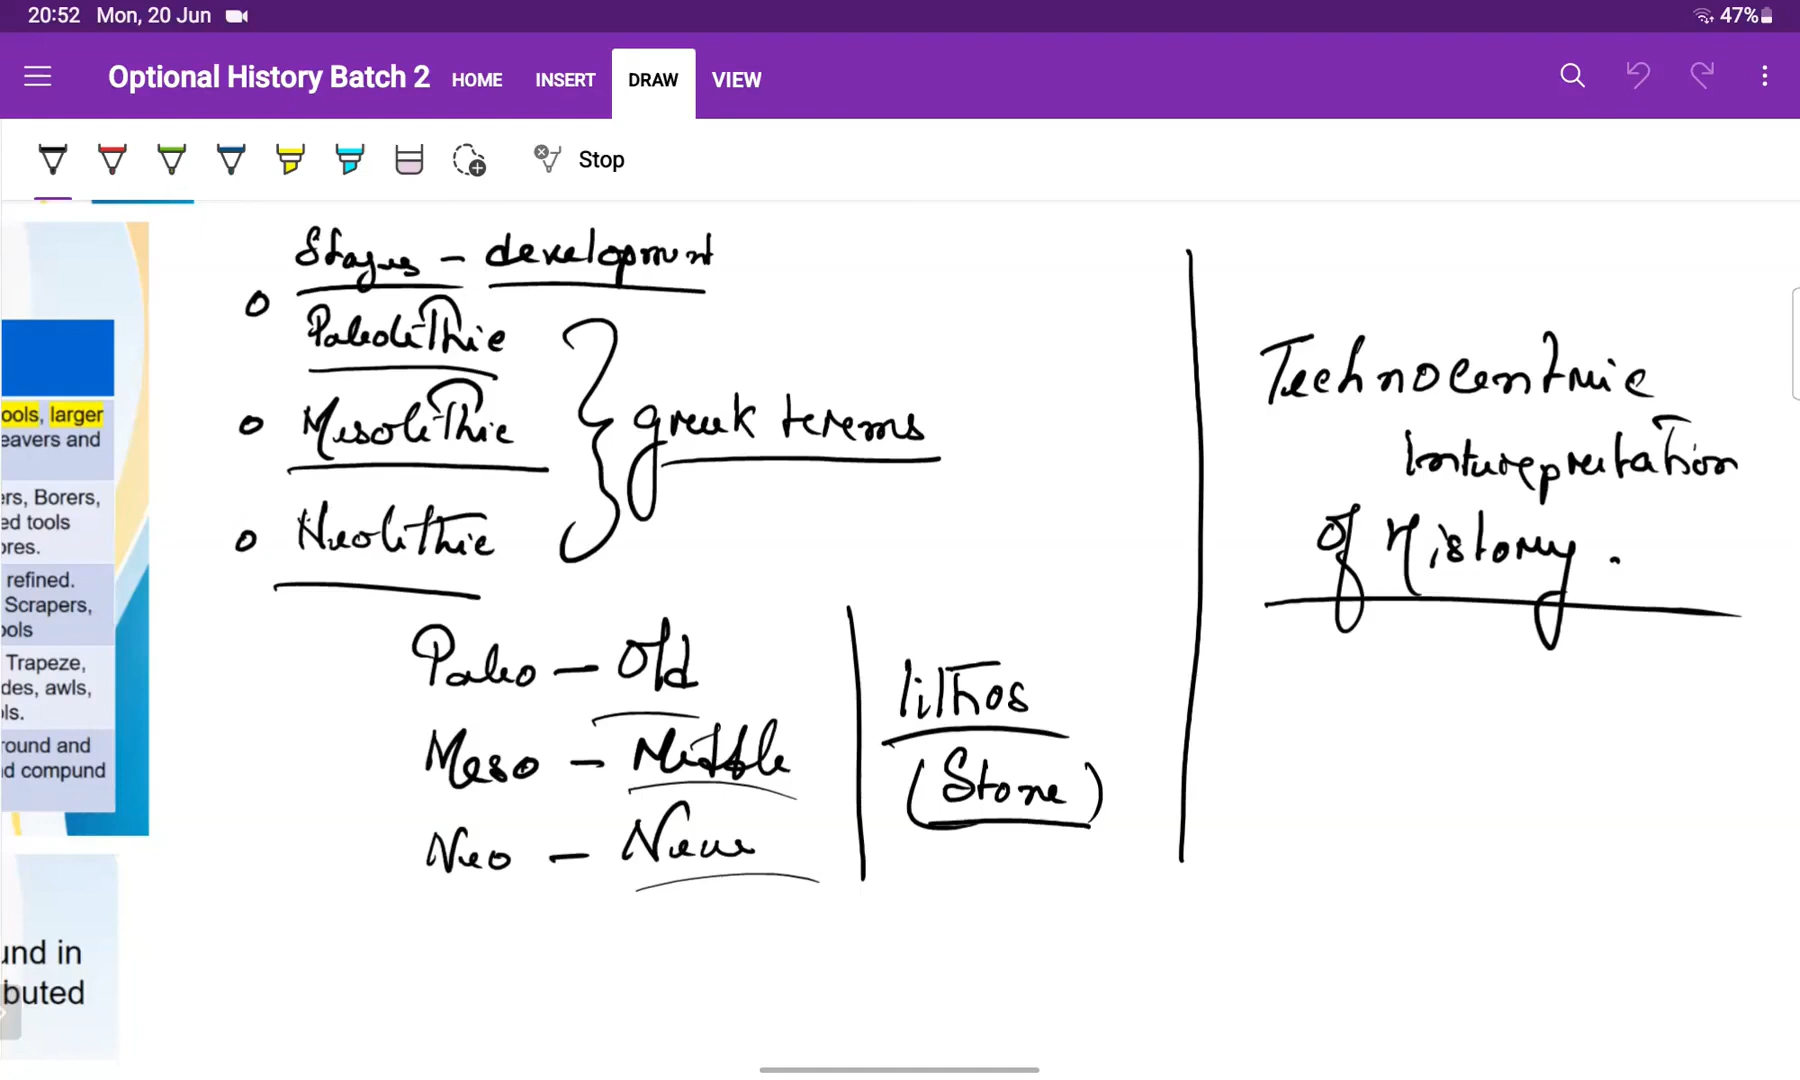 20:52 Mon, 20 Jun
47%
Optional History Batch 2 HOME INSERT DRAW VIEW
Stop
Stages - development
Paleolithic
Mesolithic
Neolithic
greek terems
Paleo - Old
Meso - Middle
Neo - New
lithos
(Stone)
Technocentric
Interpretation
of History.
ools, larger
eavers and
ers, Borers,
ed tools
ores.
refined.
Scrapers,
ools
Trapeze,
des, awls,
ls.
round and
d compund
und in
buted